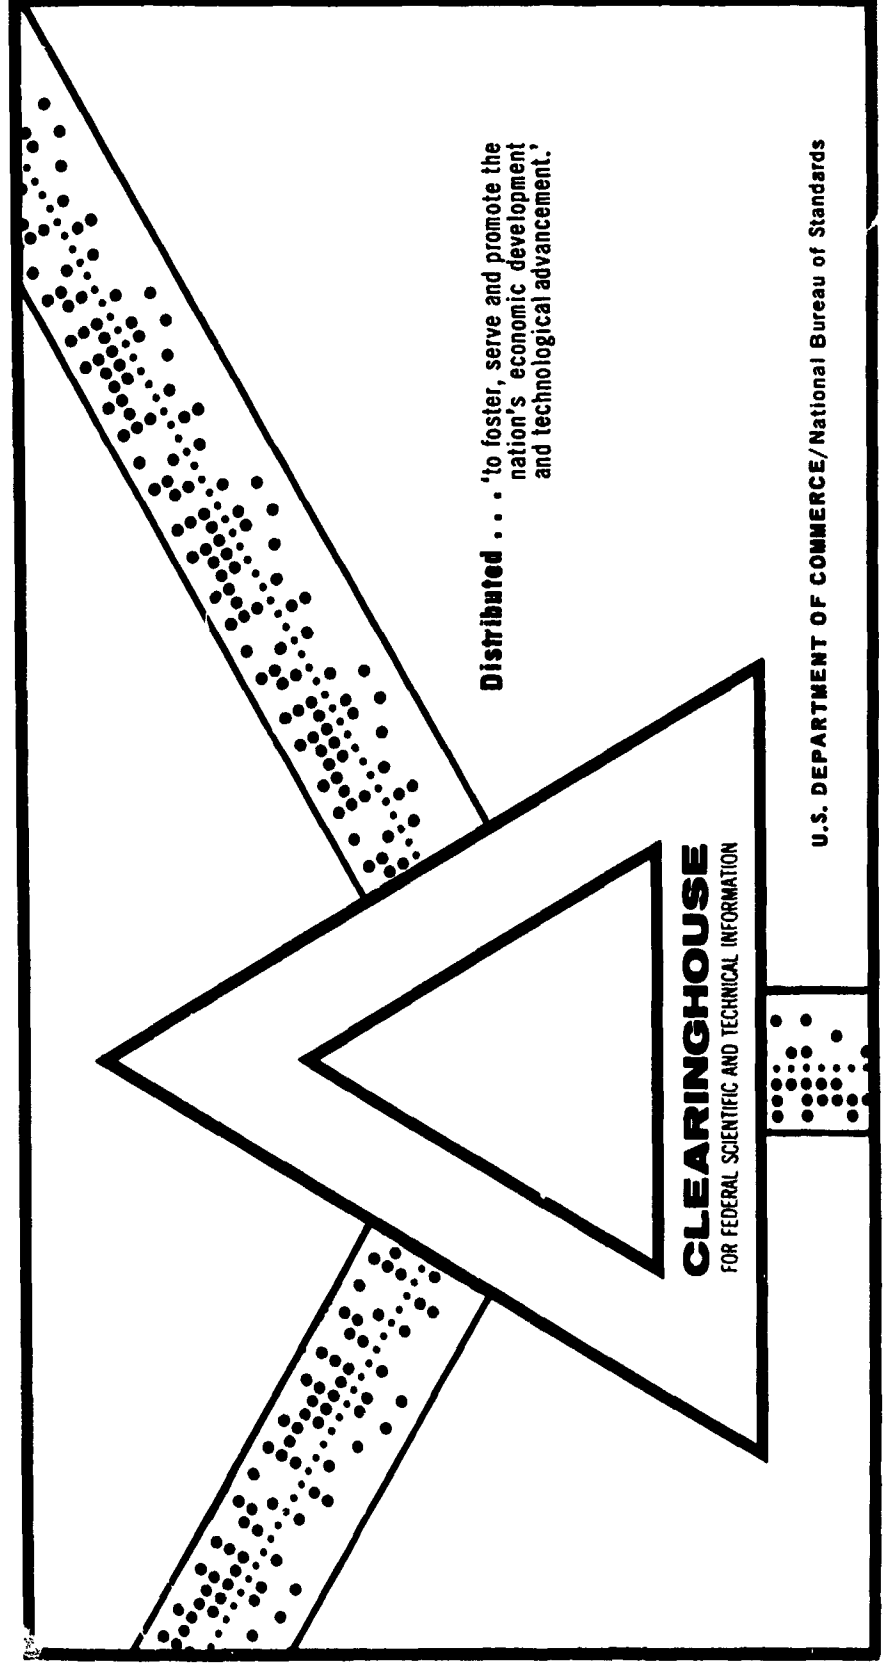 Distributed . . . 'to foster, serve and promote the
nation's economic development
and technological advancement.'
CLEARINGHOUSE
FOR FEDERAL SCIENTIFIC AND TECHNICAL INFORMATION
U.S. DEPARTMENT OF COMMERCE/National Bureau of Standards